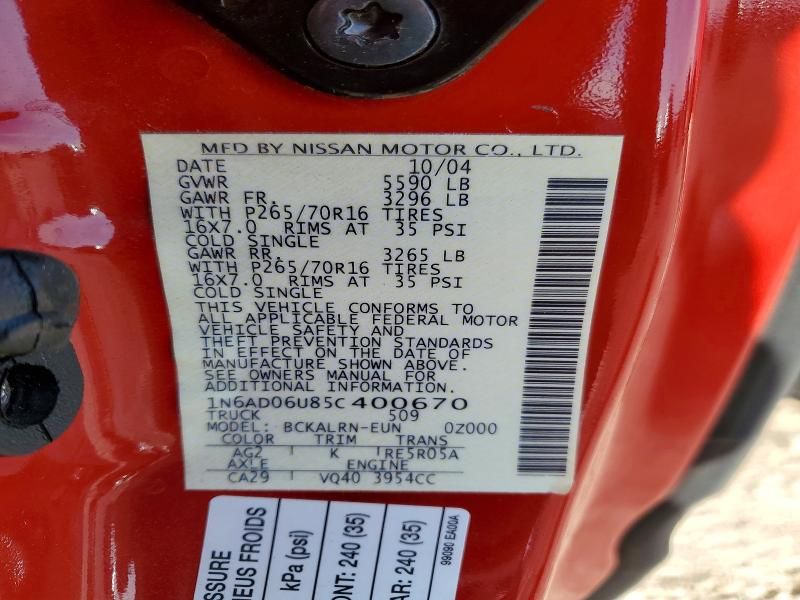 MFD BY NISSAN MOTOR CO., LTD.
DATE 10/04
GVWR 5590 LB
GAWR FR. 3296 LB
WITH P265/70R16 TIRES
16X7.0 RIMS AT 35 PSI
COLD SINGLE
GAWR RR. 3265 LB
WITH P265/70R16 TIRES
16X7.0 RIMS AT 35 PSI
COLD SINGLE
THIS VEHICLE CONFORMS TO
ALL APPLICABLE FEDERAL MOTOR
VEHICLE SAFETY AND
THEFT PREVENTION STANDARDS
IN EFFECT ON THE DATE OF
MANUFACTURE SHOWN ABOVE.
SEE OWNERS MANUAL FOR
ADDITIONAL INFORMATION.
1N6AD06U85C400670
TRUCK 509
MODEL: BCKALRN-EUN 0Z000
COLOR TRIM TRANS
AG2 K RE5R05A
AXLE ENGINE
CA29 VQ40 3954CC
SSURE
NEUS FROIDS
kPa (psi)
ONT: 240 (35)
AR: 240 (35)
99090 EA00A